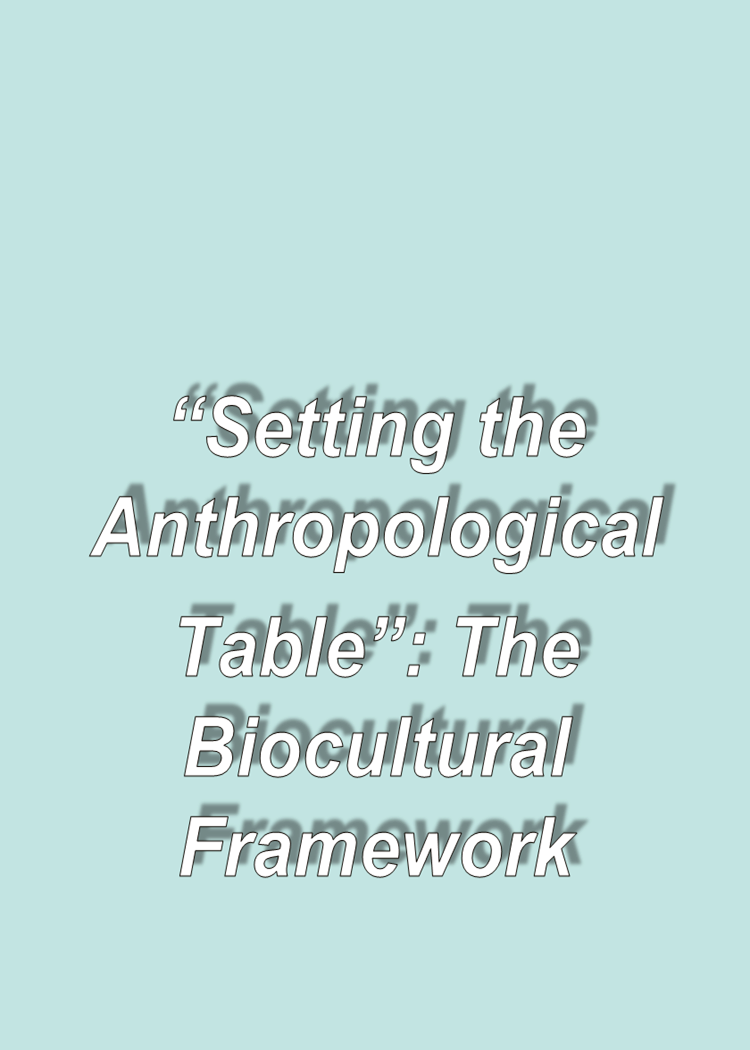 “Setting the
Anthropological
Table”: The
Biocultural
Framework